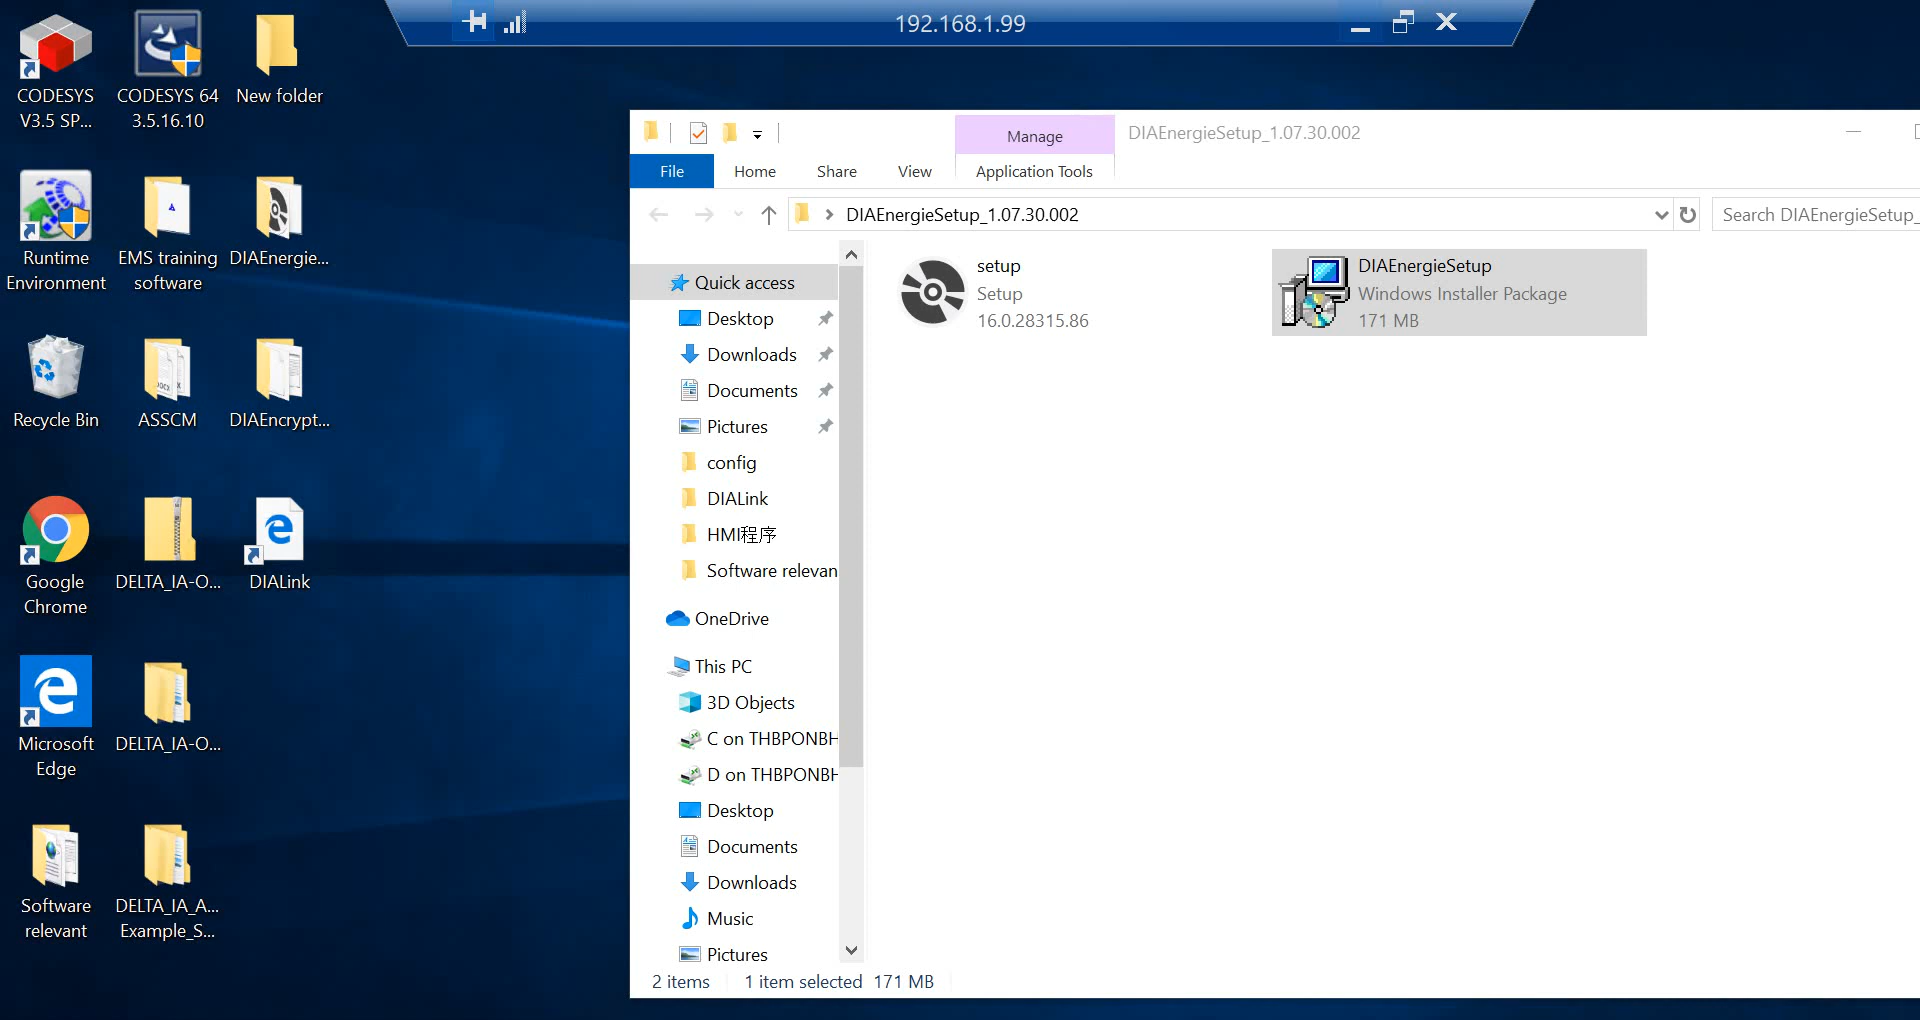 192.168.1.99
CODESYS
V3.5 SP...
CODESYS 64
3.5.16.10
New folder
Runtime
Environment
EMS training
software
DIAEnergie...
Recycle Bin
ASSCM
DIAEncrypt...
Google
Chrome
DELTA_IA-O...
DIALink
Microsoft
Edge
DELTA_IA-O...
Software
relevant
DELTA_IA_A...
Example_S...
Manage
DIAEnergieSetup_1.07.30.002
File
Home
Share
View
Application Tools
DIAEnergieSetup_1.07.30.002
Search DIAEnergieSetup_
Quick access
Desktop
Downloads
Documents
Pictures
config
DIALink
HMI程序
Software relevan
OneDrive
This PC
3D Objects
C on THBPONBH
D on THBPONBH
Desktop
Documents
Downloads
Music
Pictures
setup
Setup
16.0.28315.86
DIAEnergieSetup
Windows Installer Package
171 MB
2 items
1 item selected 171 MB